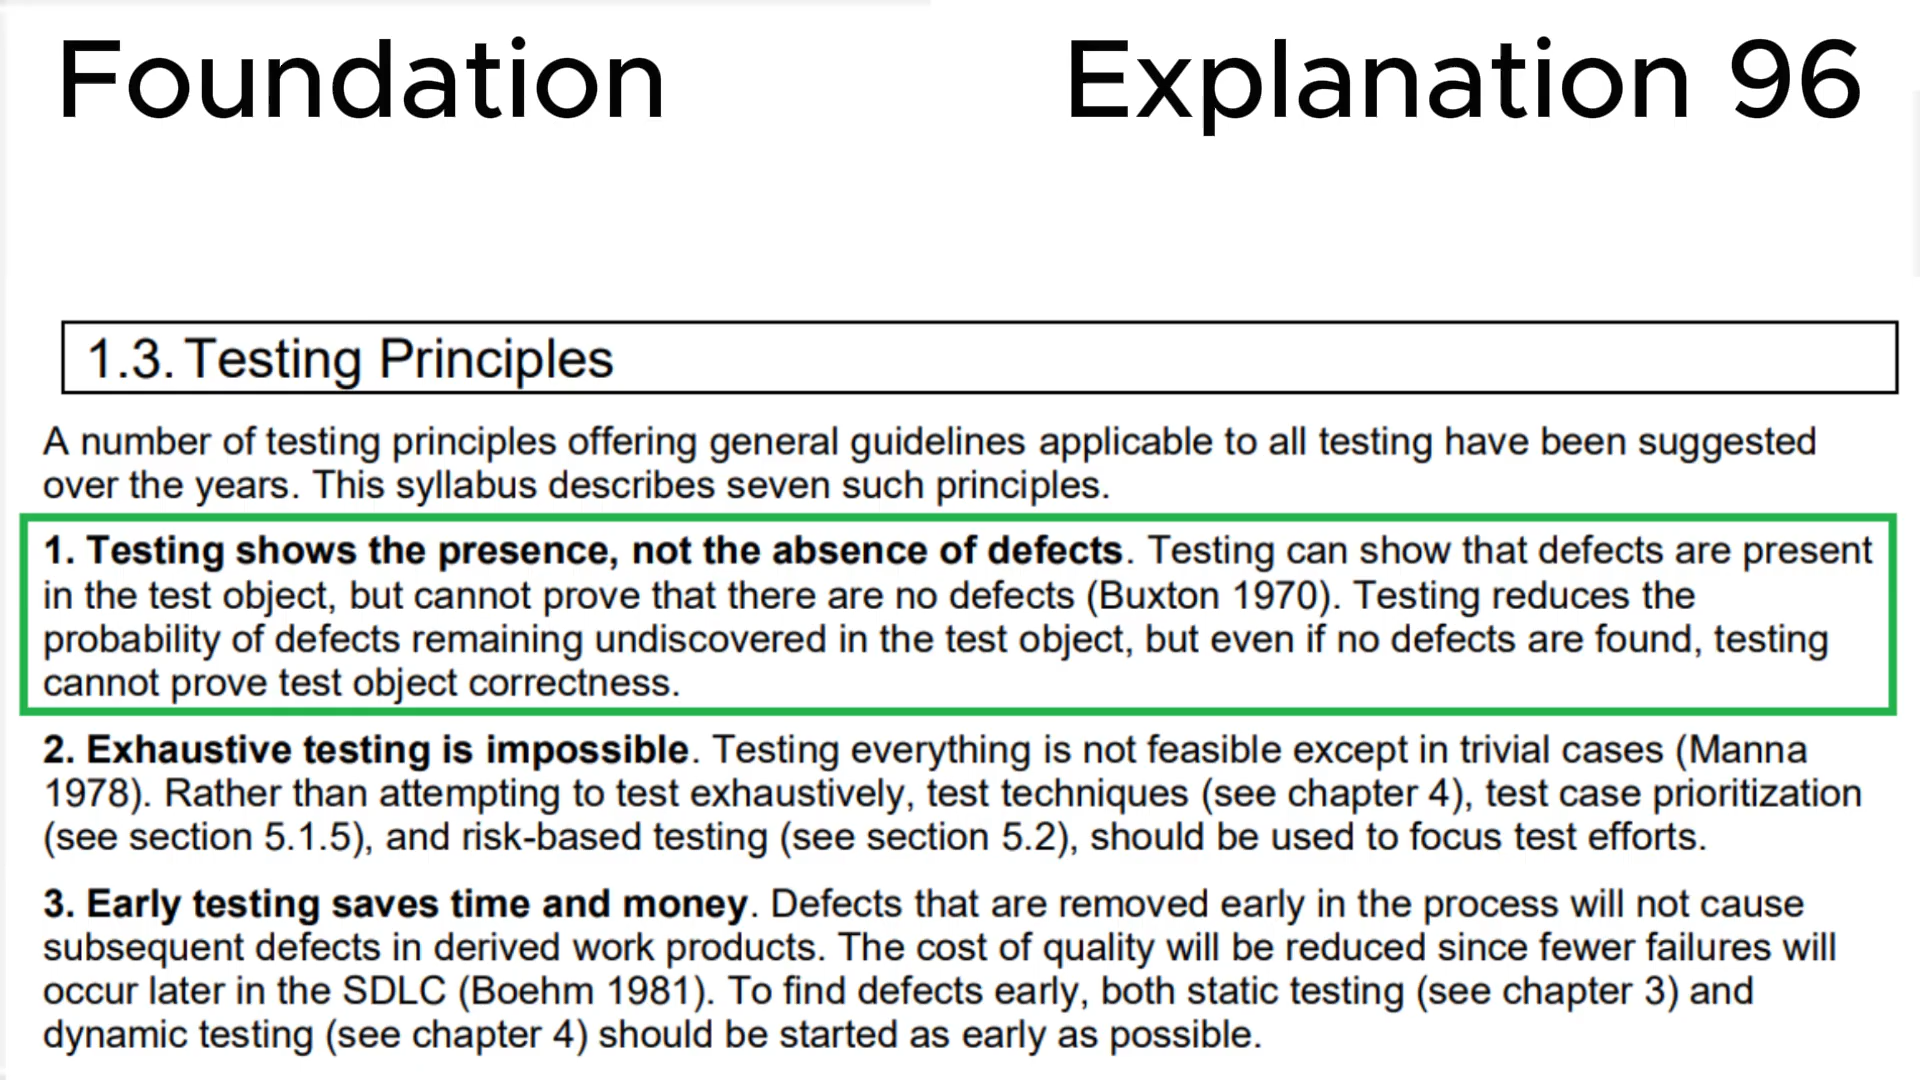 Foundation
Explanation 96
1.3. Testing Principles
A number of testing principles offering general guidelines applicable to all testing have been suggested
over the years. This syllabus describes seven such principles.
1. Testing shows the presence, not the absence of defects. Testing can show that defects are present
in the test object, but cannot prove that there are no defects (Buxton 1970). Testing reduces the
probability of defects remaining undiscovered in the test object, but even if no defects are found, testing
cannot prove test object correctness.
2. Exhaustive testing is impossible. Testing everything is not feasible except in trivial cases (Manna
1978). Rather than attempting to test exhaustively, test techniques (see chapter 4), test case prioritization
(see section 5.1.5), and risk-based testing (see section 5.2), should be used to focus test efforts.
3. Early testing saves time and money. Defects that are removed early in the process will not cause
subsequent defects in derived work products. The cost of quality will be reduced since fewer failures will
occur later in the SDLC (Boehm 1981). To find defects early, both static testing (see chapter 3) and
dynamic testing (see chapter 4) should be started as early as possible.